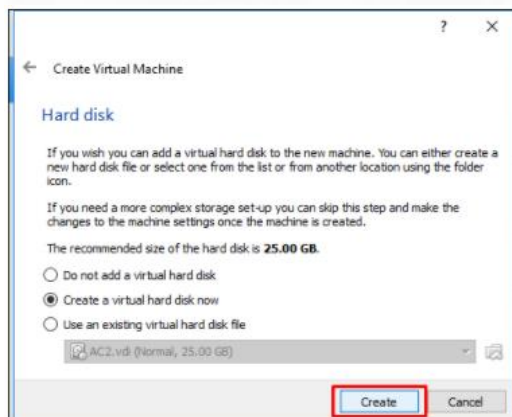 ?
Create Virtual Machine
Hard disk
If you wish you can add a virtual hard disk to the new machine. You can either create a
new hard disk file or select one from the list or from another location using the folder
icon.
If you need a more complex storage set-up you can skip this step and make the
changes to the machine settings once the machine is created.
The recommended size of the hard disk is 25.00 GB.
Do not add a virtual hard disk
Create a virtual hard disk now
Use an existing virtual hard disk file
AC2.vdi (Normal, 25.00 GB)
Create Cancel